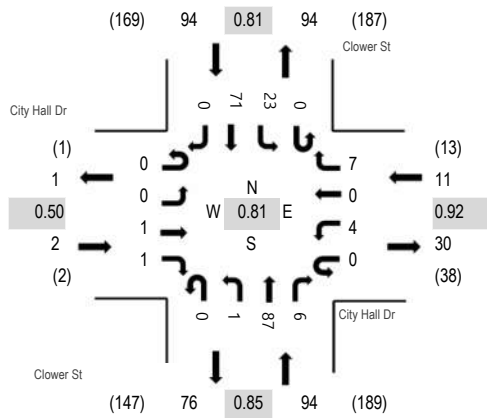 (169) 94 0.81 94 (187)
Clower St
City Hall Dr
0 71 23 0
(1) 0 7 (13)
1 0 N 0 11
0.50 W 0.81 E 0.92
2 1 S 4 30
(2) 1 0 (38)
0 1 87 6
City Hall Dr
Clower St
(147) 76 0.85 94 (189)